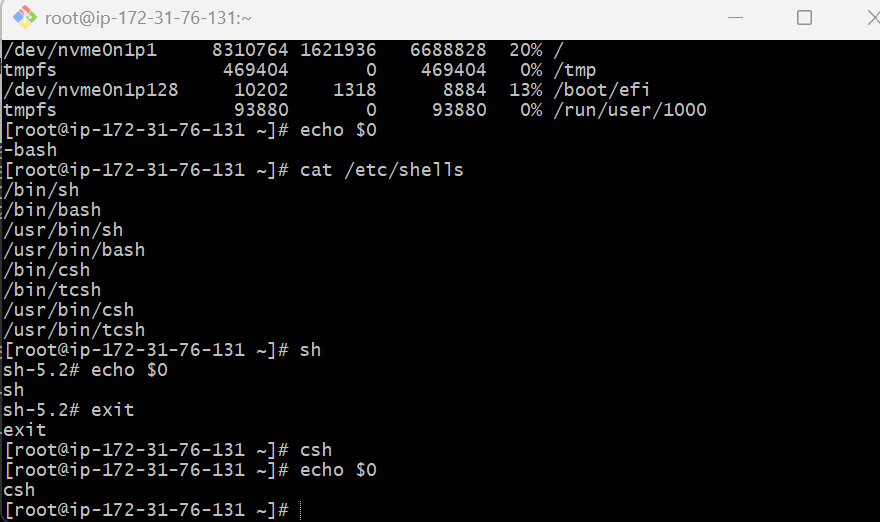 root@ip-172-31-76-131:~
/dev/nvme0n1p1     8310764 1621936   6688828  20% /
tmpfs               469404       0    469404   0% /tmp
/dev/nvme0n1p128     10202    1318      8884  13% /boot/efi
tmpfs                93880       0     93880   0% /run/user/1000
[root@ip-172-31-76-131 ~]# echo $0
-bash
[root@ip-172-31-76-131 ~]# cat /etc/shells
/bin/sh
/bin/bash
/usr/bin/sh
/usr/bin/bash
/bin/csh
/bin/tcsh
/usr/bin/csh
/usr/bin/tcsh
[root@ip-172-31-76-131 ~]# sh
sh-5.2# echo $0
sh
sh-5.2# exit
exit
[root@ip-172-31-76-131 ~]# csh
[root@ip-172-31-76-131 ~]# echo $0
csh
[root@ip-172-31-76-131 ~]#